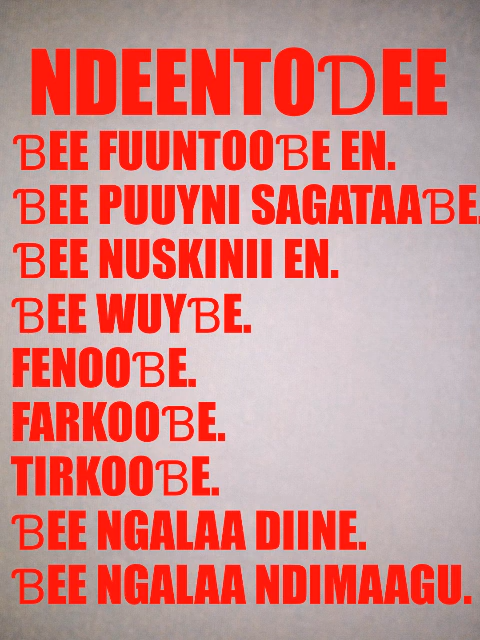 NDEENTOƊEE
ƁEE FUUNTOOƁE EN.
ƁEE PUUYNI SAGATAAƁE.
ƁEE NUSKINII EN.
ƁEE WUYƁE.
FENOOƁE.
FARKOOƁE.
TIRKOOƁE.
ƁEE NGALAA DIINE.
ƁEE NGALAA NDIMAAGU.